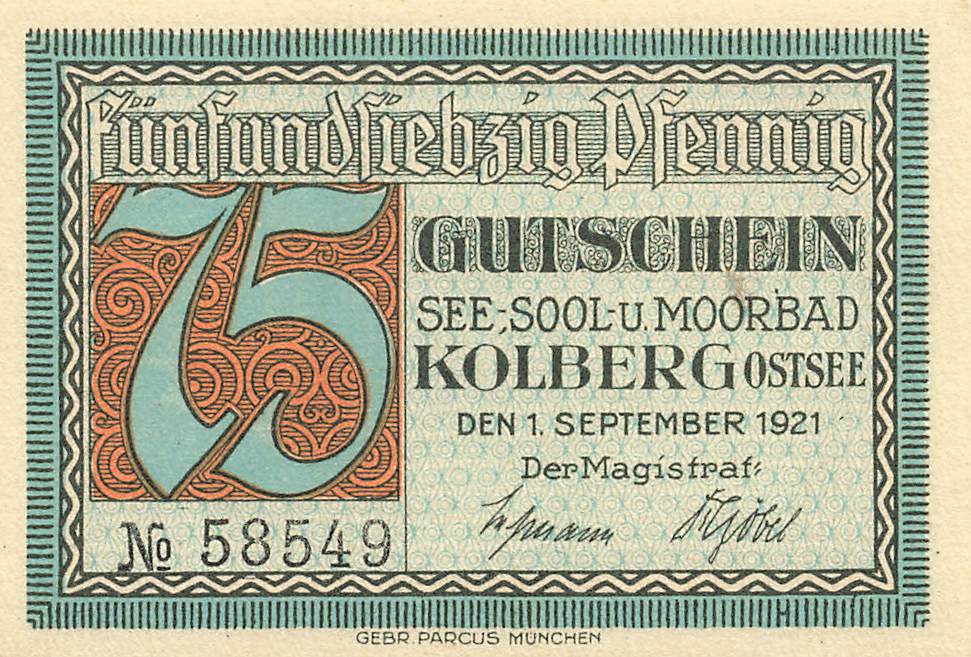 Fünfundsiebzig Pfennig
75
GUTSCHEIN
SEE-, SOOL- U. MOORBAD
KOLBERG OSTSEE
DEN 1. SEPTEMBER 1921
Der Magistrat:
No 58549
GEBR. PARCUS MÜNCHEN